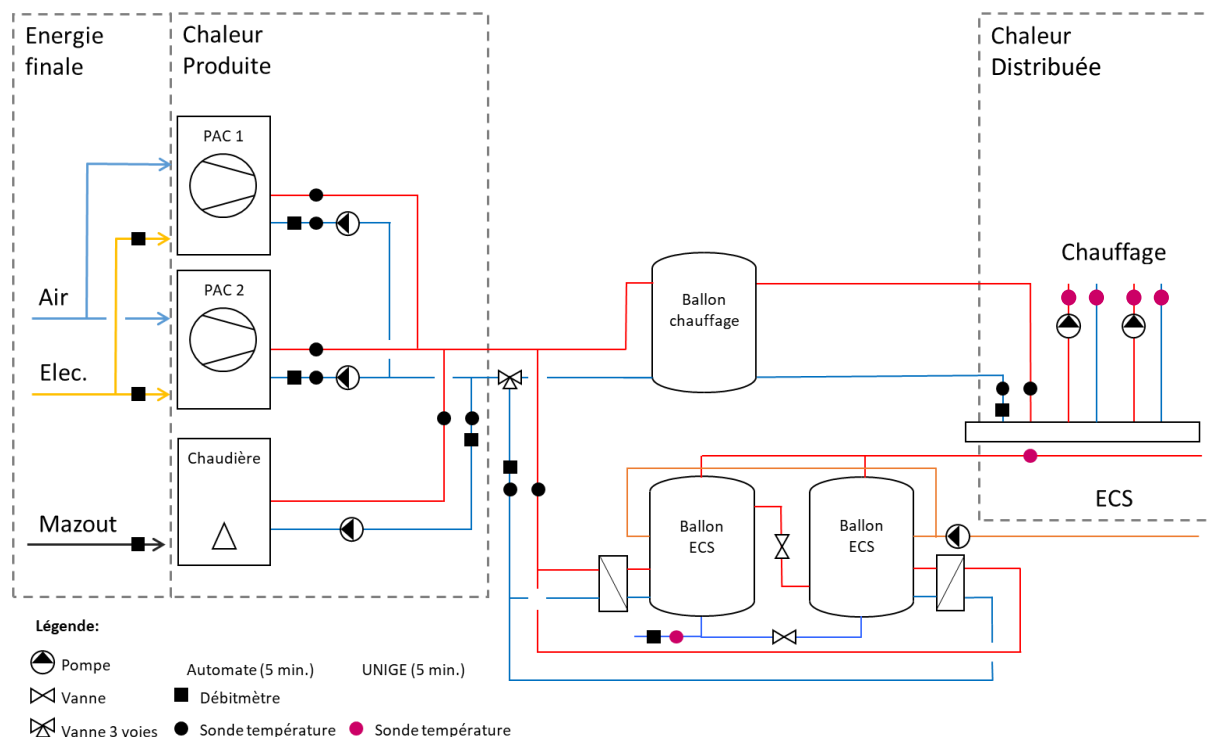 Energie
finale
Chaleur
Produite
Chaleur
Distribuée
PAC 1
Chauffage
Air
PAC 2
Ballon
chauffage
Elec.
Chaudière
ECS
Mazout
Ballon
ECS
Ballon
ECS
Légende:
Pompe
Automate (5 min.)
UNIGE (5 min.)
Vanne
Débitmètre
Vanne 3 voies
Sonde température
Sonde température